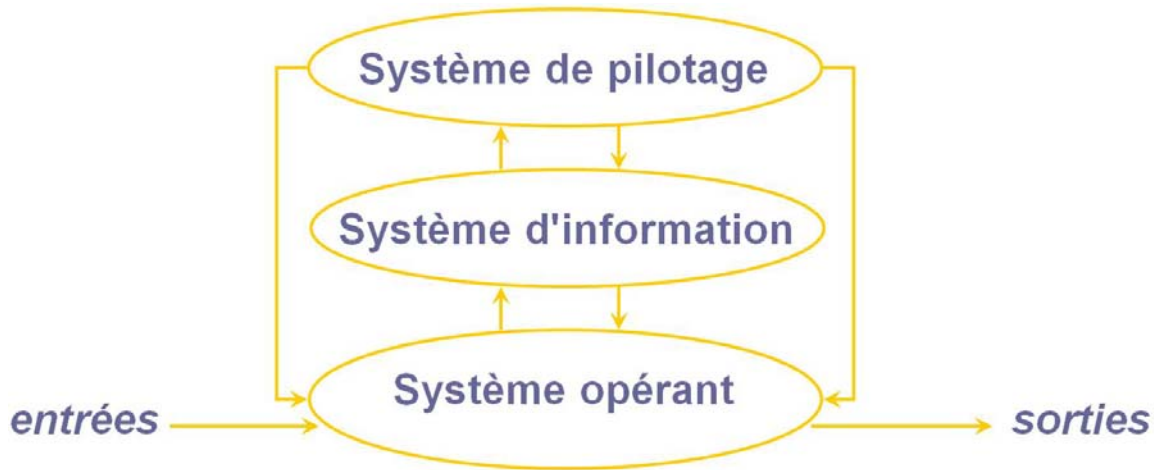 Système de pilotage
Système d'information
Système opérant
entrées
sorties